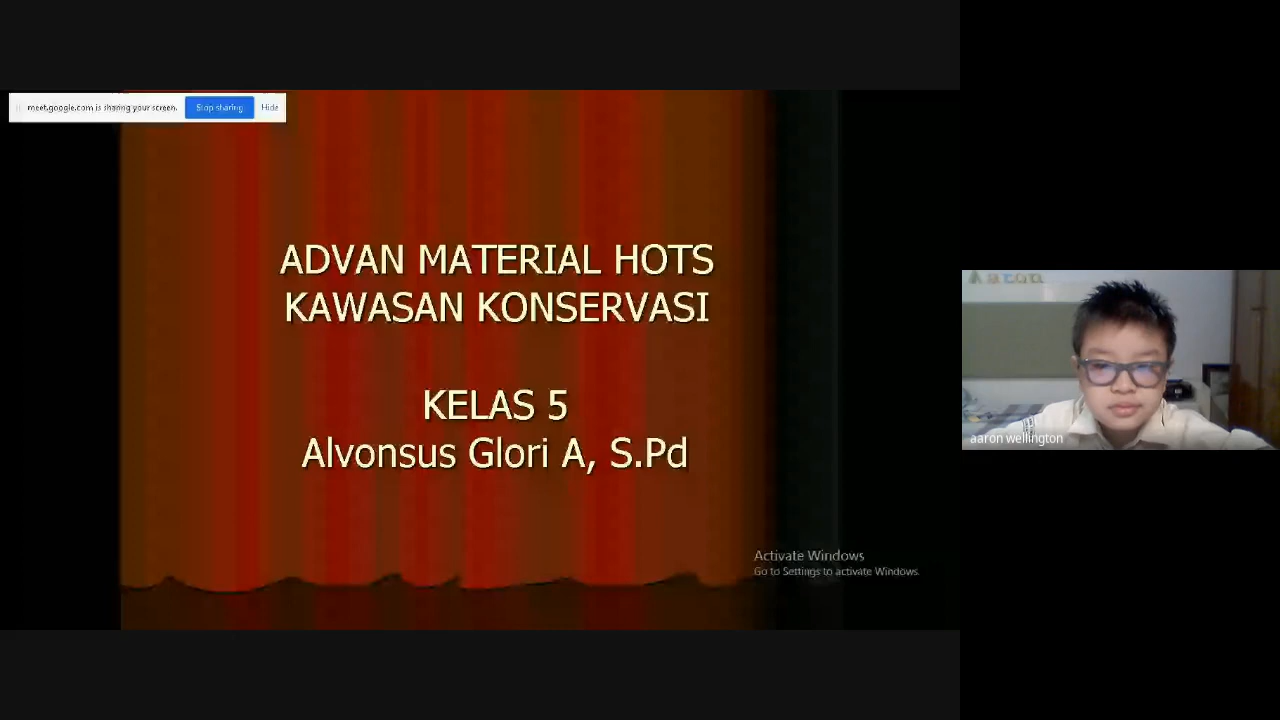 meet.google.com is sharing your screen.
Stop sharing
Hide
ADVAN MATERIAL HOTS
KAWASAN KONSERVASI
KELAS 5
Alvonsus Glori A, S.Pd
Activate Windows
Go to Settings to activate Windows.
aaron wellington